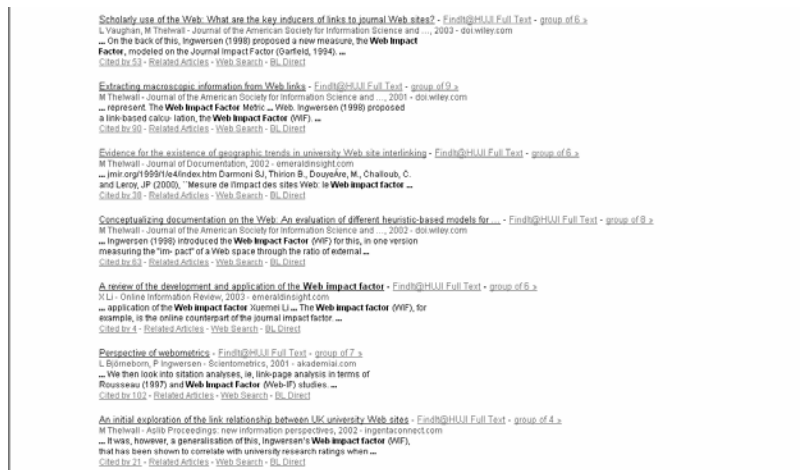 Scholarly use of the Web: What are the key inducers of links to journal Web sites? - FindIt@HUJI Full Text - group of 6 »
L Vaughan, M Thelwall - Journal of the American Society for Information Science and ..., 2003 - doi.wiley.com
... On the back of this, Ingwersen (1998) proposed a new measure, the Web Impact
Factor, modeled on the Journal Impact Factor (Garfield, 1994). ...
Cited by 53 - Related Articles - Web Search - BL Direct
Extracting macroscopic information from Web links - FindIt@HUJI Full Text - group of 9 »
M Thelwall - Journal of the American Society for Information Science and ..., 2001 - doi.wiley.com
... represent. The Web Impact Factor Metric ... Web. Ingwersen (1998) proposed
a link-based calcu- lation, the Web Impact Factor (WIF). ...
Cited by 90 - Related Articles - Web Search - BL Direct
Evidence for the existence of geographic trends in university Web site interlinking - FindIt@HUJI Full Text - group of 6 »
M Thelwall - Journal of Documentation, 2002 - emeraldinsight.com
... jmir.org/1999/1/e4/index.htm Darmoni SJ, Thirion B., DouyeÁre, M., Challoub, C.
and Leroy, JP (2000), ``Mesure de l'impact des sites Web: le Web impact factor ...
Cited by 38 - Related Articles - Web Search - BL Direct
Conceptualizing documentation on the Web: An evaluation of different heuristic-based models for ... - FindIt@HUJI Full Text - group of 8 »
M Thelwall - Journal of the American Society for Information Science and ..., 2002 - doi.wiley.com
... Ingwersen (1998) introduced the Web Impact Factor (WIF) for this, in one version
measuring the "im- pact" of a Web space through the ratio of external ...
Cited by 63 - Related Articles - Web Search - BL Direct
A review of the development and application of the Web impact factor - FindIt@HUJI Full Text - group of 6 »
X Li - Online Information Review, 2003 - emeraldinsight.com
... application of the Web impact factor Xuemei Li ... The Web impact factor (WIF), for
example, is the online counterpart of the journal impact factor. ...
Cited by 4 - Related Articles - Web Search - BL Direct
Perspective of webometrics - FindIt@HUJI Full Text - group of 7 »
L Björneborn, P Ingwersen - Scientometrics, 2001 - akademiai.com
... We then look into sitation analyses, ie, link-page analysis in terms of
Rousseau (1997) and Web Impact Factor (Web-IF) studies. ...
Cited by 102 - Related Articles - Web Search - BL Direct
An initial exploration of the link relationship between UK university Web sites - FindIt@HUJI Full Text - group of 4 »
M Thelwall - Aslib Proceedings: new information perspectives, 2002 - ingentaconnect.com
... It was, however, a generalisation of this, Ingwersen's Web impact factor (WIF),
that has been shown to correlate with university research ratings when ...
Cited by 21 - Related Articles - Web Search - BL Direct